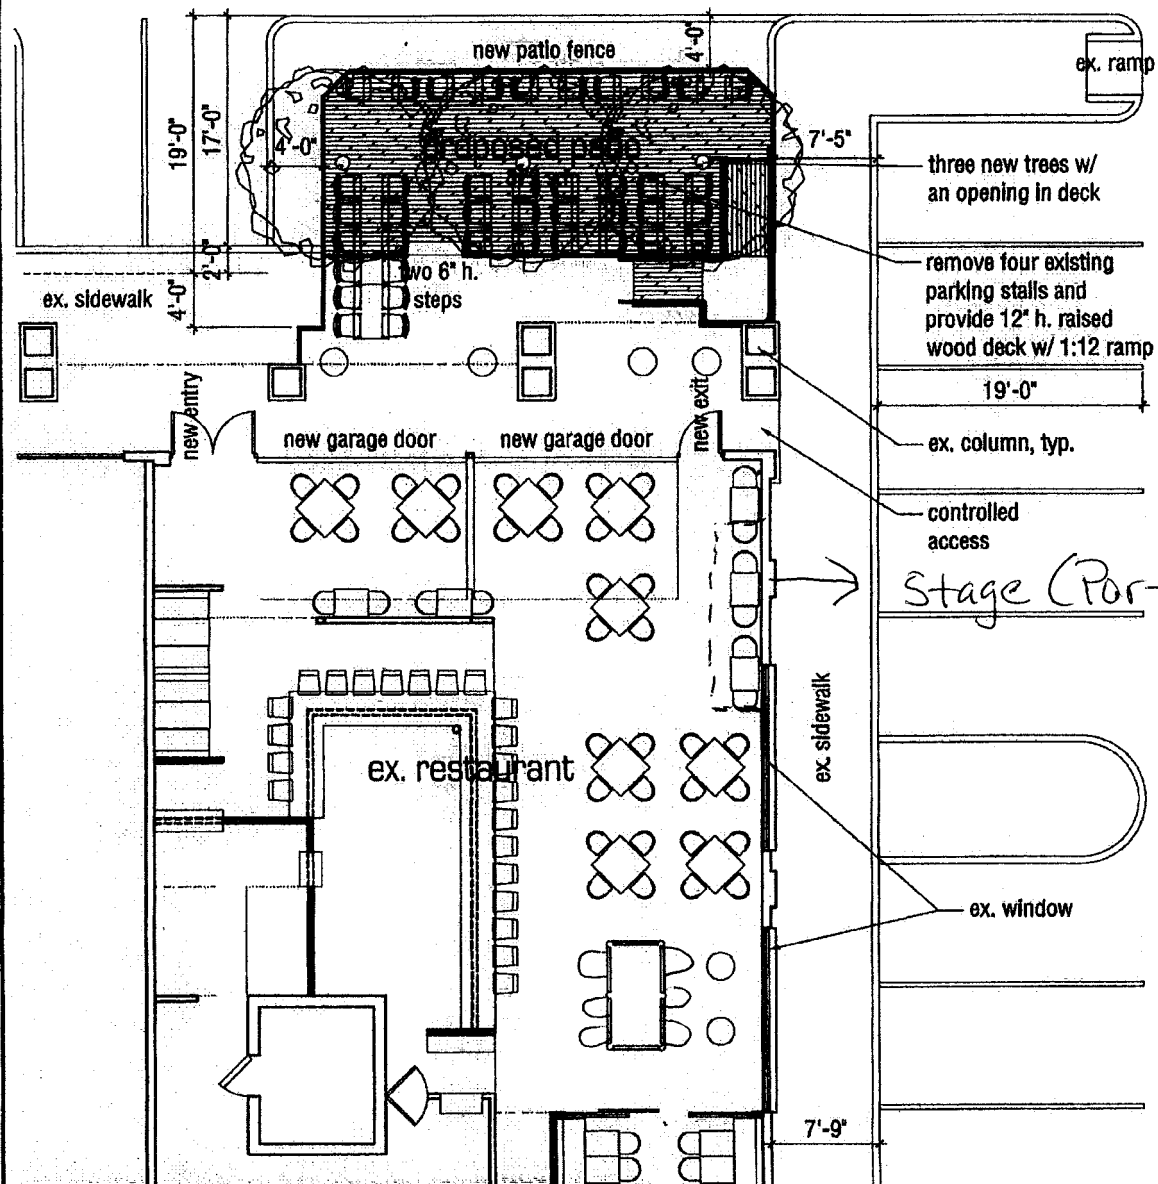 new patio fence
4'-0"
ex. ramp
19'-0"
17'-0"
4'-0"
proposed patio
7'-5"
three new trees w/
an opening in deck
2'-0"
4'-0"
ex. sidewalk
two 6" h.
steps
remove four existing
parking stalls and
provide 12" h. raised
wood deck w/ 1:12 ramp
19'-0"
new entry
new garage door
new garage door
new exit
ex. column, typ.
controlled
access
Stage (Por-
ex. restaurant
ex. sidewalk
ex. window
7'-9"